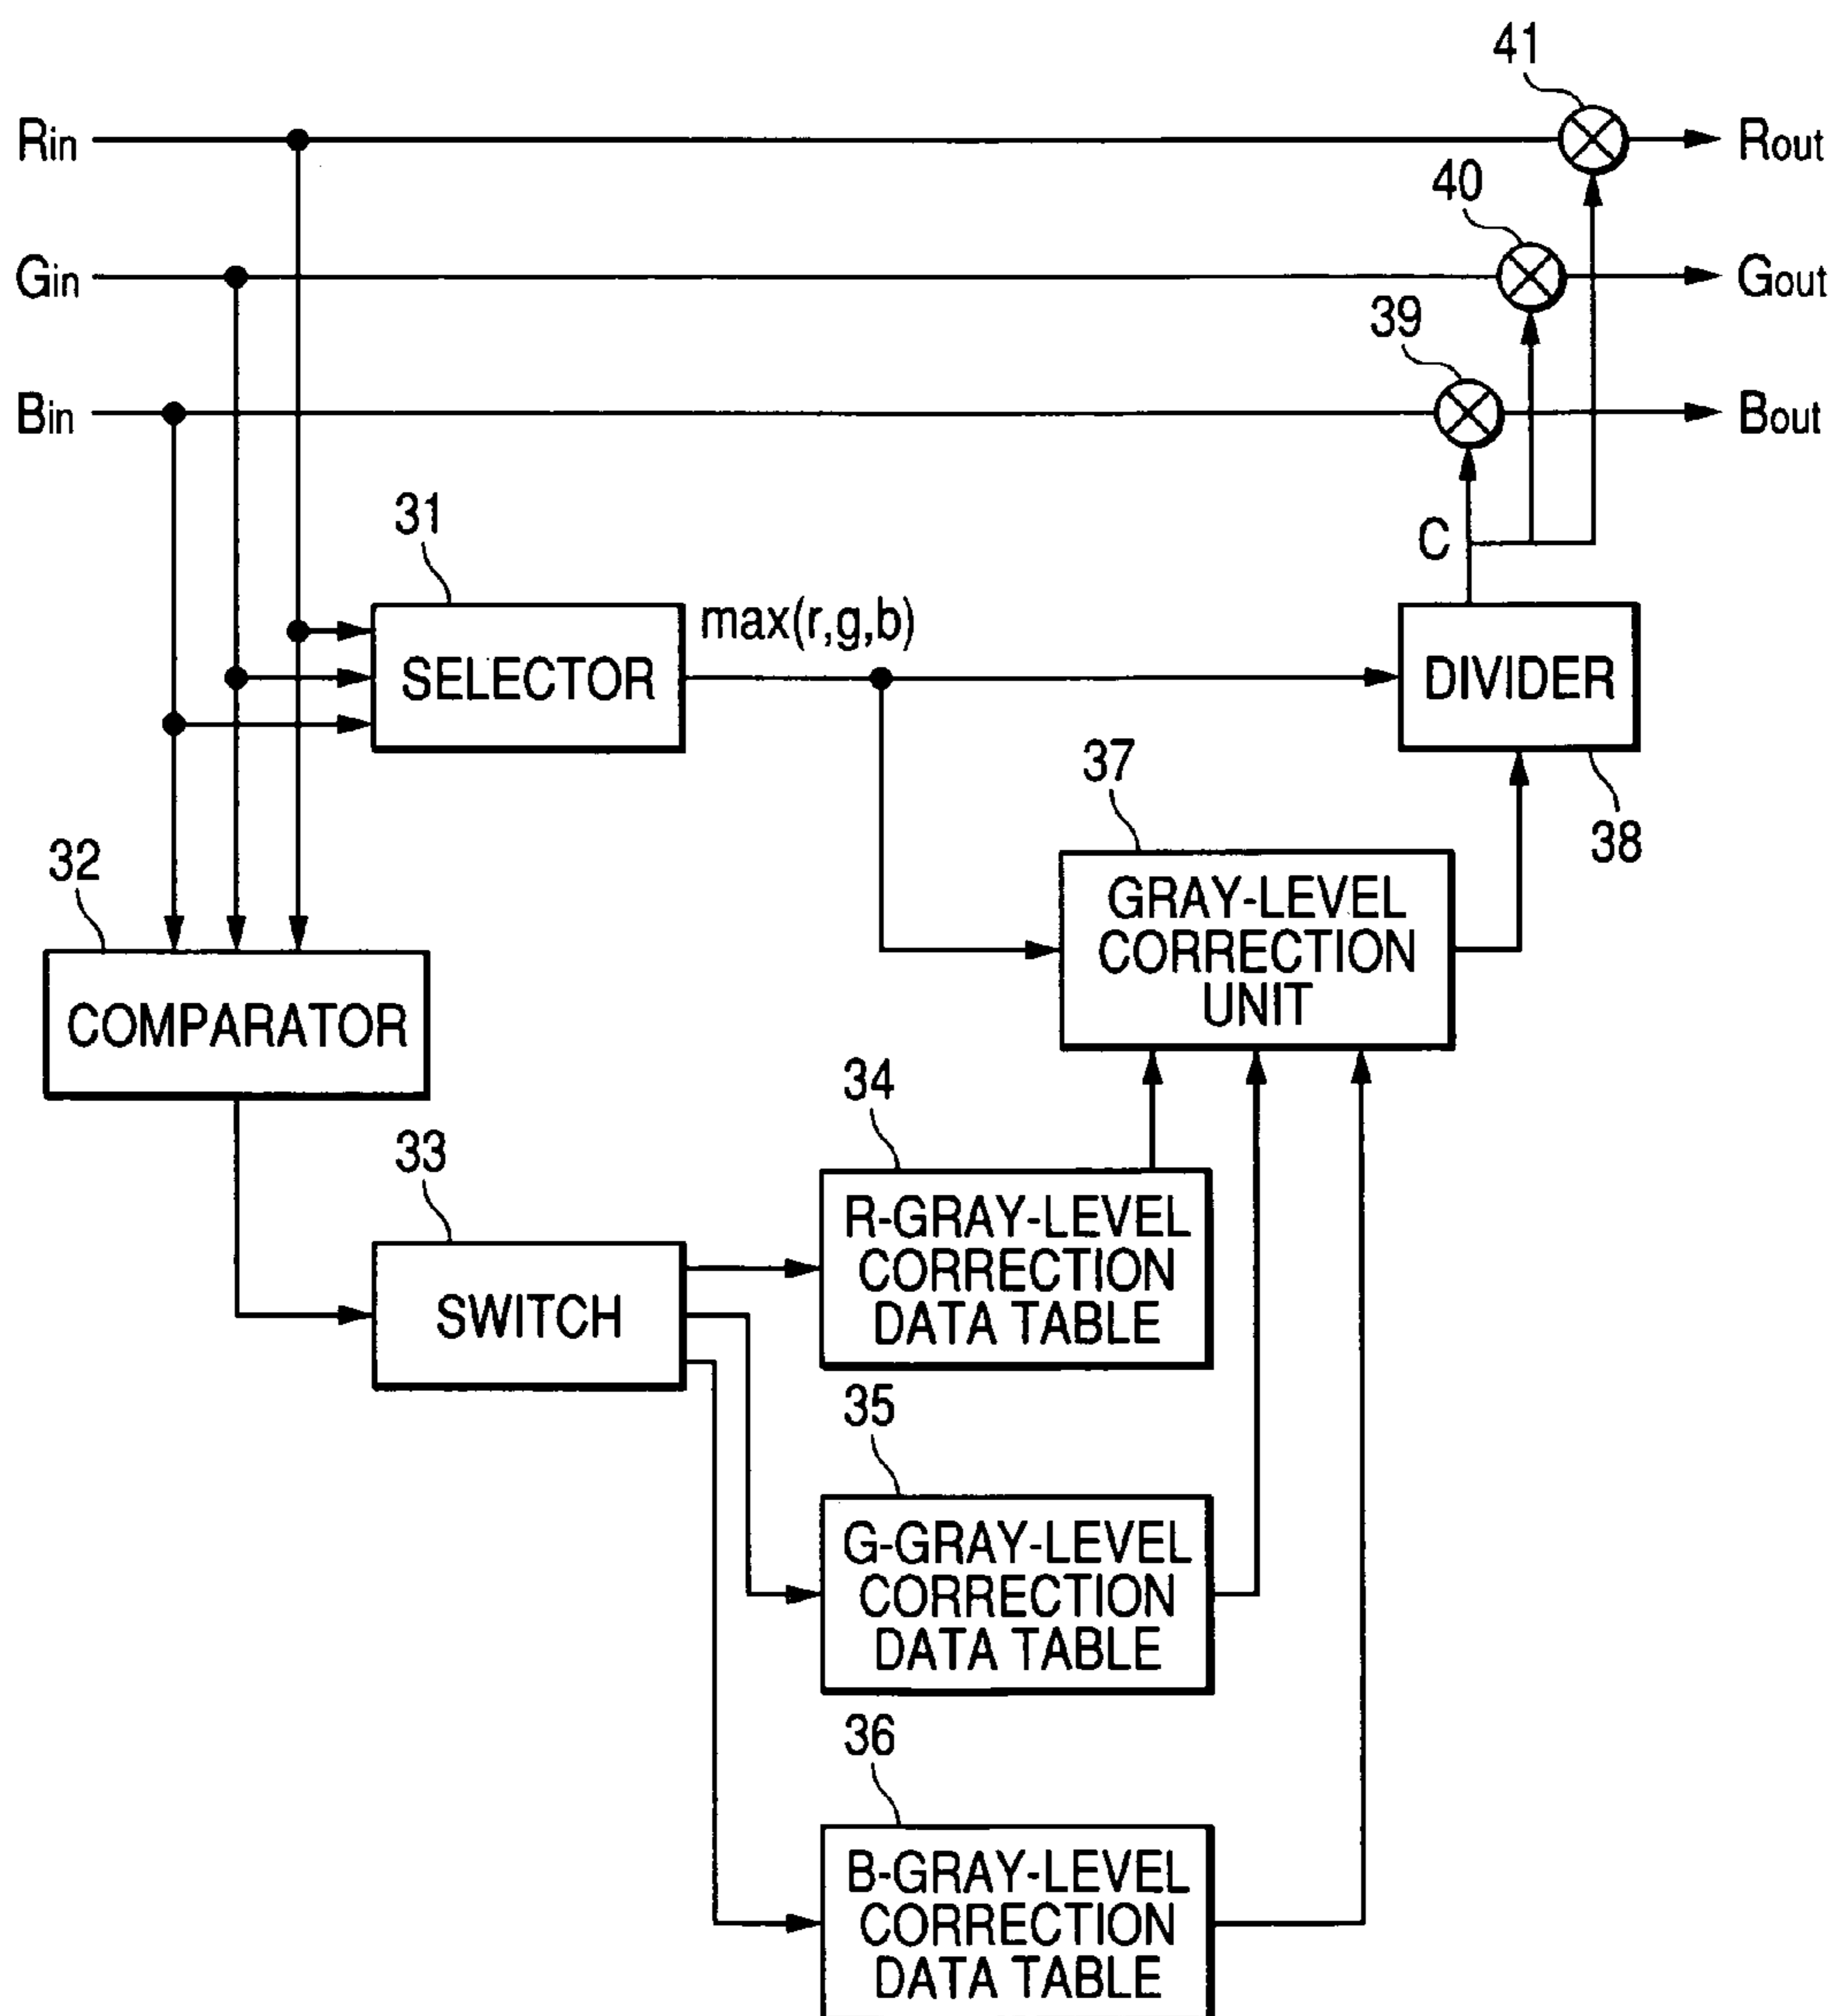 41
Rin
Rout
40
Gin
Gout
39
Bin
Bout
31
C
max(r,g,b)
SELECTOR
DIVIDER
37
38
32
GRAY-LEVEL
CORRECTION
UNIT
COMPARATOR
34
33
R-GRAY-LEVEL
CORRECTION
DATA TABLE
SWITCH
35
G-GRAY-LEVEL
CORRECTION
DATA TABLE
36
B-GRAY-LEVEL
CORRECTION
DATA TABLE